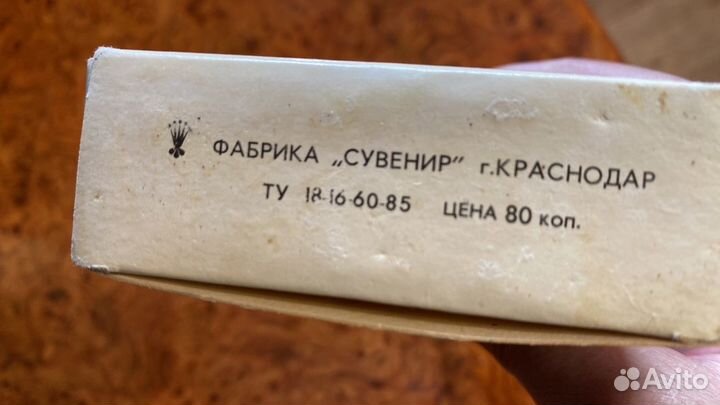 ФАБРИКА „СУВЕНИР" г.КРАСНОДАР
ТУ 18-16-60-85 ЦЕНА 80 коп.
Avito